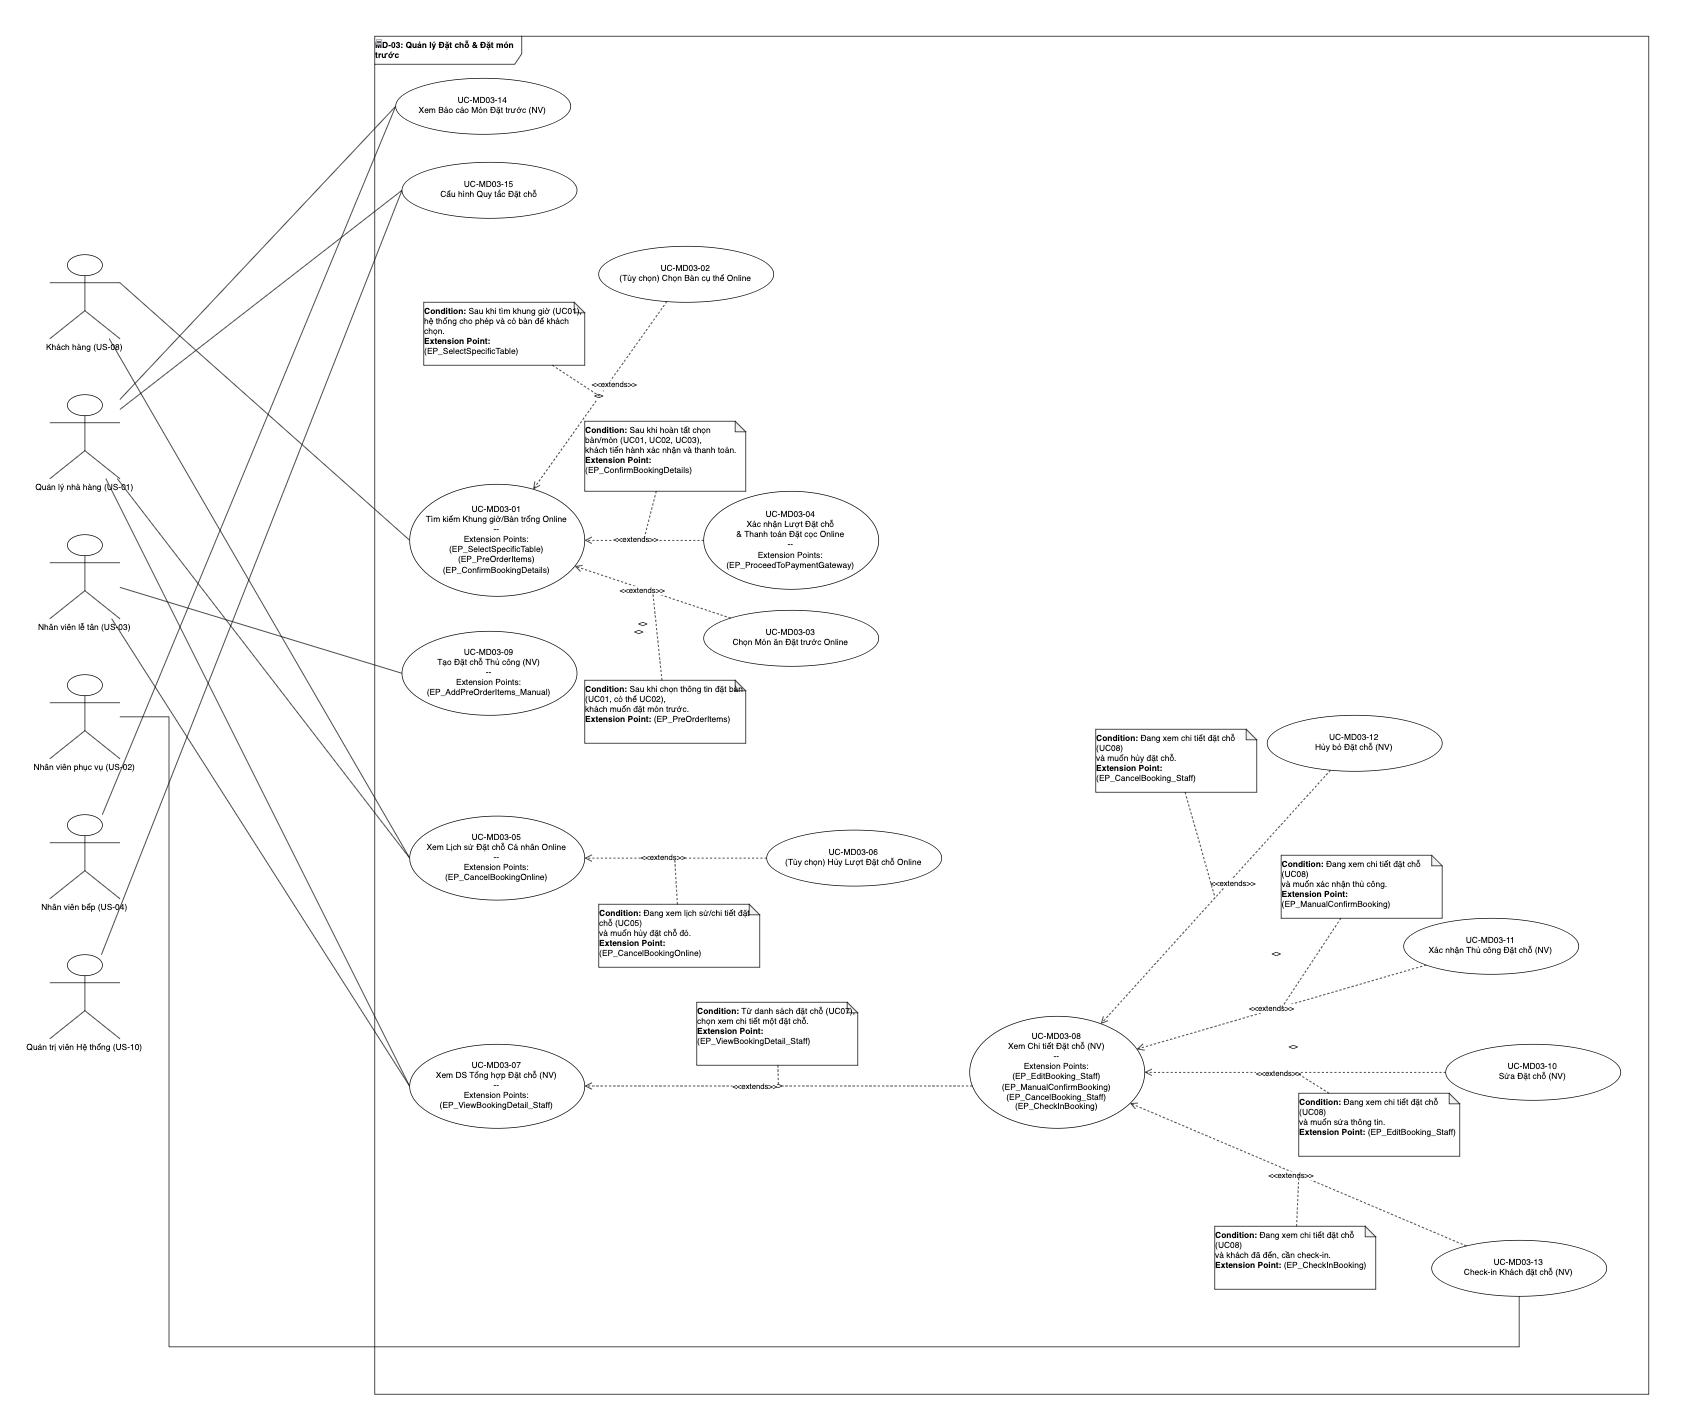 MD-03: Quản lý Đặt chỗ & Đặt món
trước
UC-MD03-14
Xem Báo cáo Món Đặt trước (NV)
UC-MD03-15
Cấu hình Quy tắc Đặt chỗ
UC-MD03-02
(Tùy chọn) Chọn Bàn cụ thể Online
Condition: Sau khi tìm khung giờ (UC01),
hệ thống cho phép và có bàn để khách
chọn.
Extension Point:
(EP_SelectSpecificTable)
<<extends>>
Khách hàng (US-08)
Quản lý nhà hàng (US-01)
Nhân viên lễ tân (US-03)
Nhân viên phục vụ (US-02)
Nhân viên bếp (US-04)
Quản trị viên Hệ thống (US-10)
Condition: Sau khi hoàn tất chọn
bàn/món (UC01, UC02, UC03),
khách tiến hành xác nhận và thanh toán.
Extension Point:
(EP_ConfirmBookingDetails)
UC-MD03-01
Tìm kiếm Khung giờ/Bàn trống Online
--
Extension Points:
(EP_SelectSpecificTable)
(EP_PreOrderItems)
(EP_ConfirmBookingDetails)
<<extends>>
UC-MD03-04
Xác nhận Lượt Đặt chỗ
& Thanh toán Đặt cọc Online
--
Extension Points:
(EP_ProceedToPaymentGateway)
<<extends>>
UC-MD03-03
Chọn Món ăn Đặt trước Online
UC-MD03-09
Tạo Đặt chỗ Thủ công (NV)
--
Extension Points:
(EP_AddPreOrderItems_Manual)
Condition: Sau khi chọn thông tin đặt bàn
(UC01, có thể UC02),
khách muốn đặt món trước.
Extension Point: (EP_PreOrderItems)
Condition: Đang xem chi tiết đặt chỗ
(UC08)
và muốn hủy đặt chỗ.
Extension Point:
(EP_CancelBooking_Staff)
UC-MD03-12
Hủy bỏ Đặt chỗ (NV)
UC-MD03-05
Xem Lịch sử Đặt chỗ Cá nhân Online
--
Extension Points:
(EP_CancelBookingOnline)
<<extends>>
UC-MD03-06
(Tùy chọn) Hủy Lượt Đặt chỗ Online
Condition: Đang xem lịch sử/chi tiết đặt
chỗ (UC05)
và muốn hủy đặt chỗ đó.
Extension Point:
(EP_CancelBookingOnline)
<<extends>>
Condition: Đang xem chi tiết đặt chỗ
(UC08)
và muốn xác nhận thủ công.
Extension Point:
(EP_ManualConfirmBooking)
UC-MD03-11
Xác nhận Thủ công Đặt chỗ (NV)
<<extends>>
Condition: Từ danh sách đặt chỗ (UC07),
chọn xem chi tiết một đặt chỗ.
Extension Point:
(EP_ViewBookingDetail_Staff)
UC-MD03-07
Xem DS Tổng hợp Đặt chỗ (NV)
--
Extension Points:
(EP_ViewBookingDetail_Staff)
<<extends>>
UC-MD03-08
Xem Chi tiết Đặt chỗ (NV)
--
Extension Points:
(EP_EditBooking_Staff)
(EP_ManualConfirmBooking)
(EP_CancelBooking_Staff)
(EP_CheckInBooking)
<<extends>>
UC-MD03-10
Sửa Đặt chỗ (NV)
Condition: Đang xem chi tiết đặt chỗ
(UC08)
và muốn sửa thông tin.
Extension Point: (EP_EditBooking_Staff)
<<extends>>
Condition: Đang xem chi tiết đặt chỗ
(UC08)
và khách đã đến, cần check-in.
Extension Point: (EP_CheckInBooking)
UC-MD03-13
Check-in Khách đặt chỗ (NV)